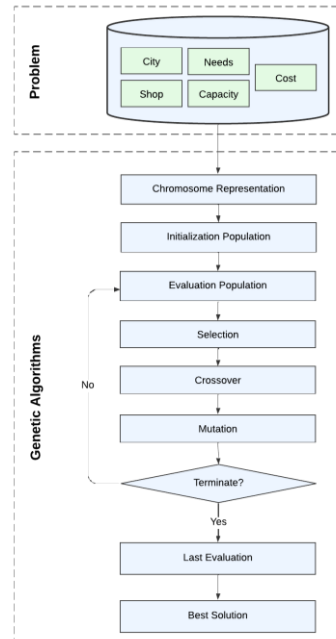 Problem
City
Needs
Cost
Shop
Capacity
Genetic Algorithms
Chromosome Representation
Initialization Population
Evaluation Population
Selection
Crossover
No
Mutation
Terminate?
Yes
Last Evaluation
Best Solution